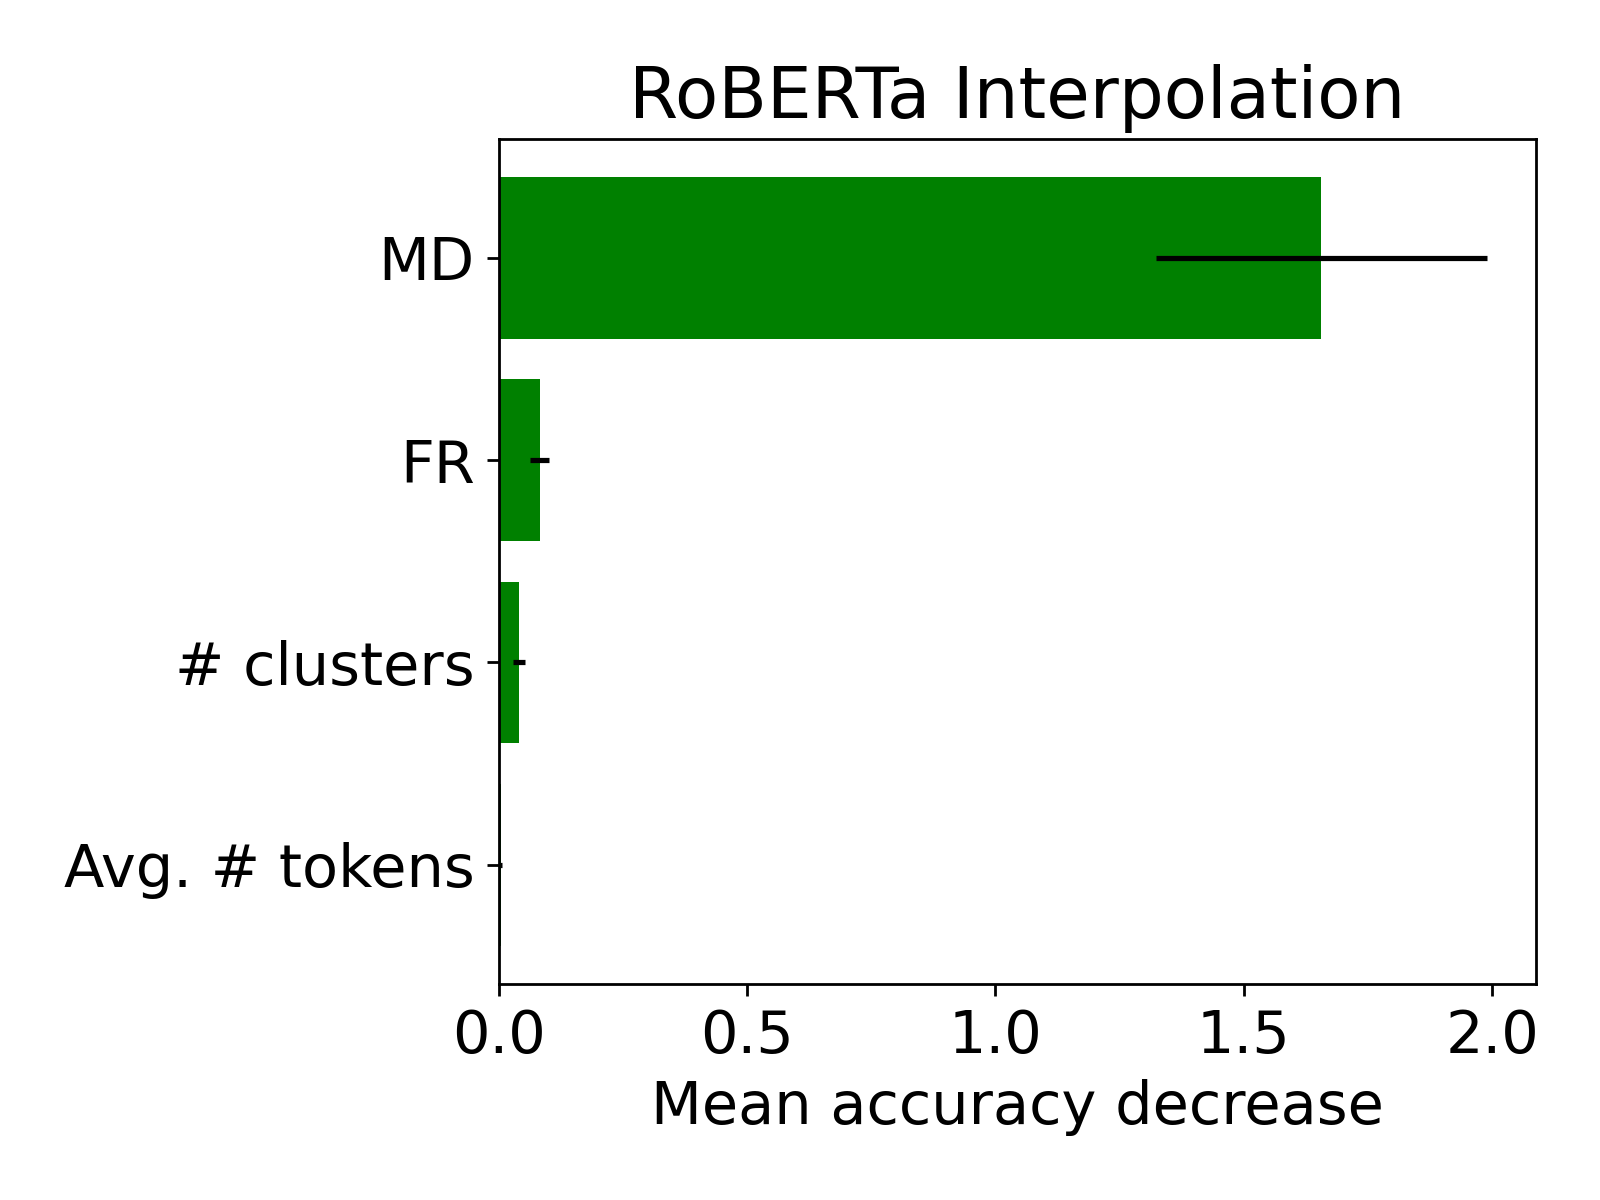 RoBERTa Interpolation
MD
FR
# clusters
Avg. # tokens
0.0 0.5 1.0 1.5 2.0
Mean accuracy decrease